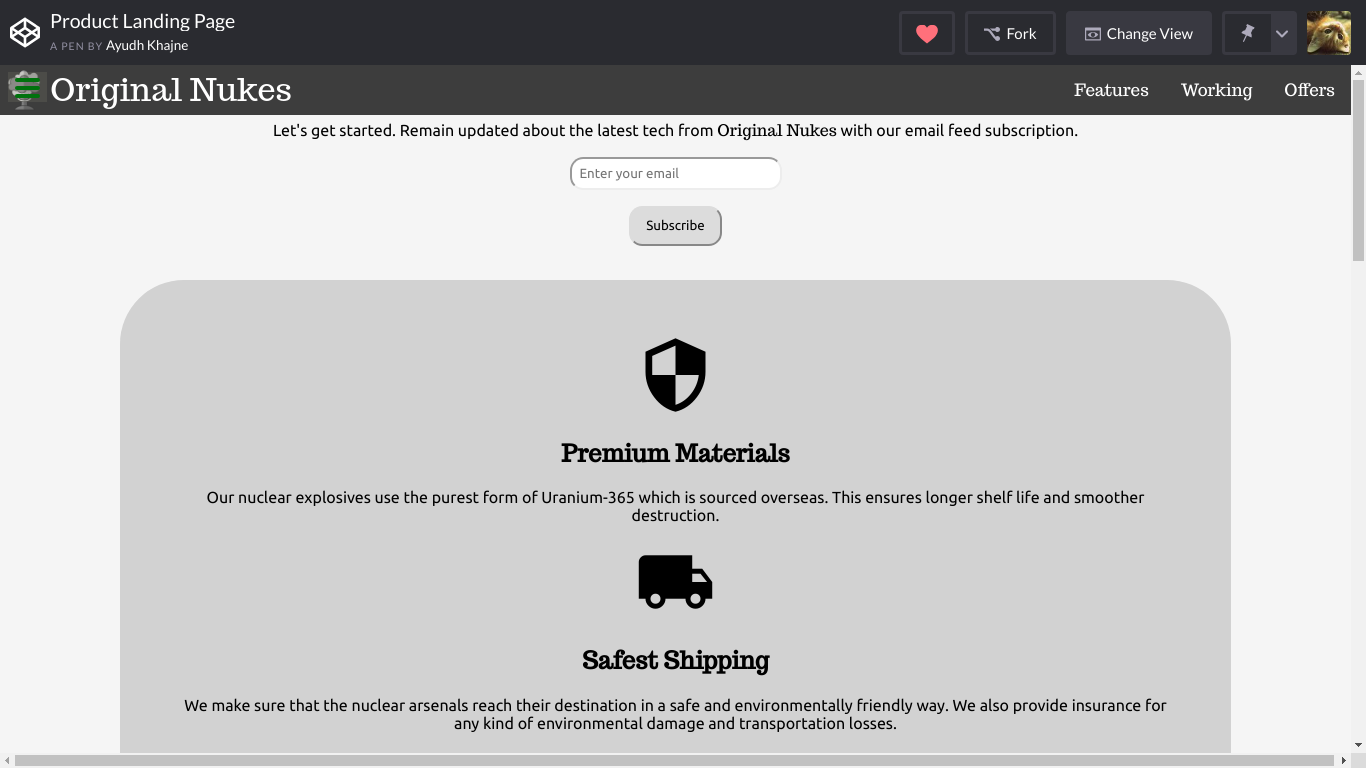 Product Landing Page
A PEN BY Ayudh Khajne
Fork
Change View
Original Nukes
Features
Working
Offers
Let's get started. Remain updated about the latest tech from Original Nukes with our email feed subscription.
Enter your email
Subscribe
Premium Materials
Our nuclear explosives use the purest form of Uranium-365 which is sourced overseas. This ensures longer shelf life and smoother
destruction.
Safest Shipping
We make sure that the nuclear arsenals reach their destination in a safe and environmentally friendly way. We also provide insurance for
any kind of environmental damage and transportation losses.